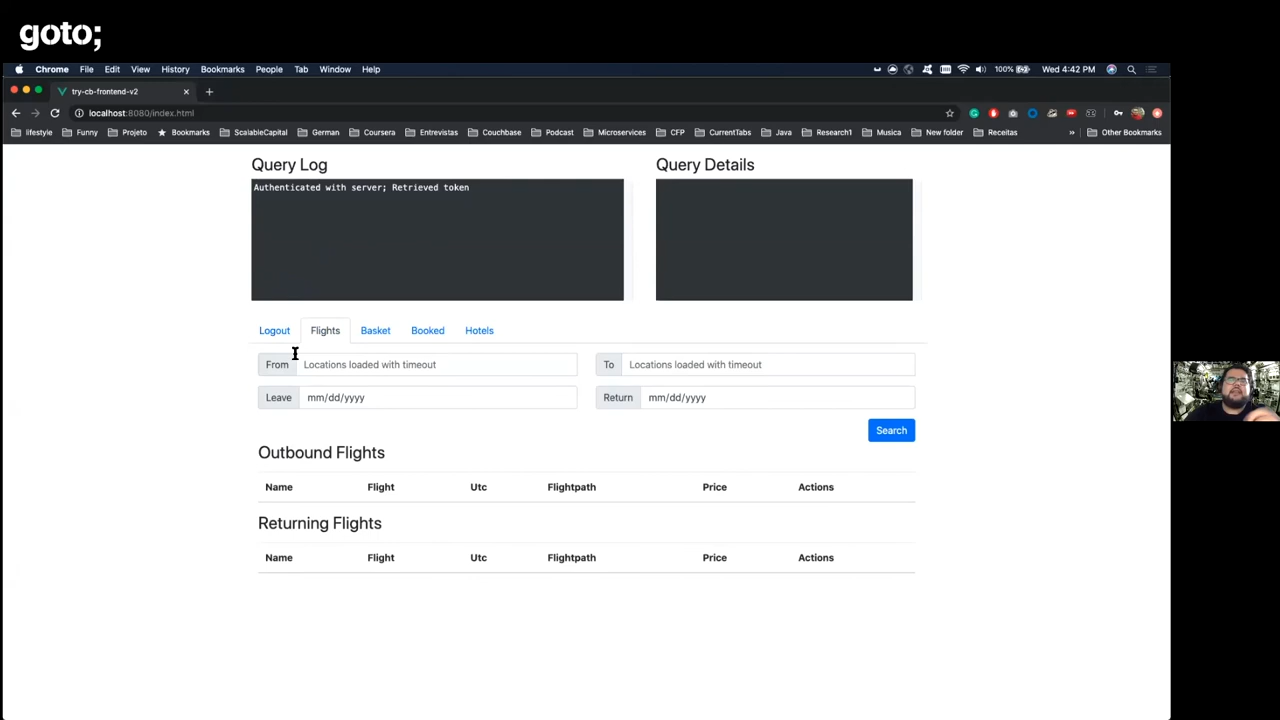 goto;
Chrome File Edit View History Bookmarks People Tab Window Help 100% Wed 4:42 PM
try-cb-frontend-v2
localhost:8080/index.html
lifestyle Funny Projeto Bookmarks ScalableCapital German Coursera Entrevistas Couchbase Podcast Microservices CFP CurrentTabs Java Research1 Musica New folder Receitas » Other Bookmarks
Query Log Query Details
Authenticated with server; Retrieved token
Logout Flights Basket Booked Hotels
From Locations loaded with timeout To Locations loaded with timeout
Leave mm/dd/yyyy Return mm/dd/yyyy
Search
Outbound Flights
Name Flight Utc Flightpath Price Actions
Returning Flights
Name Flight Utc Flightpath Price Actions